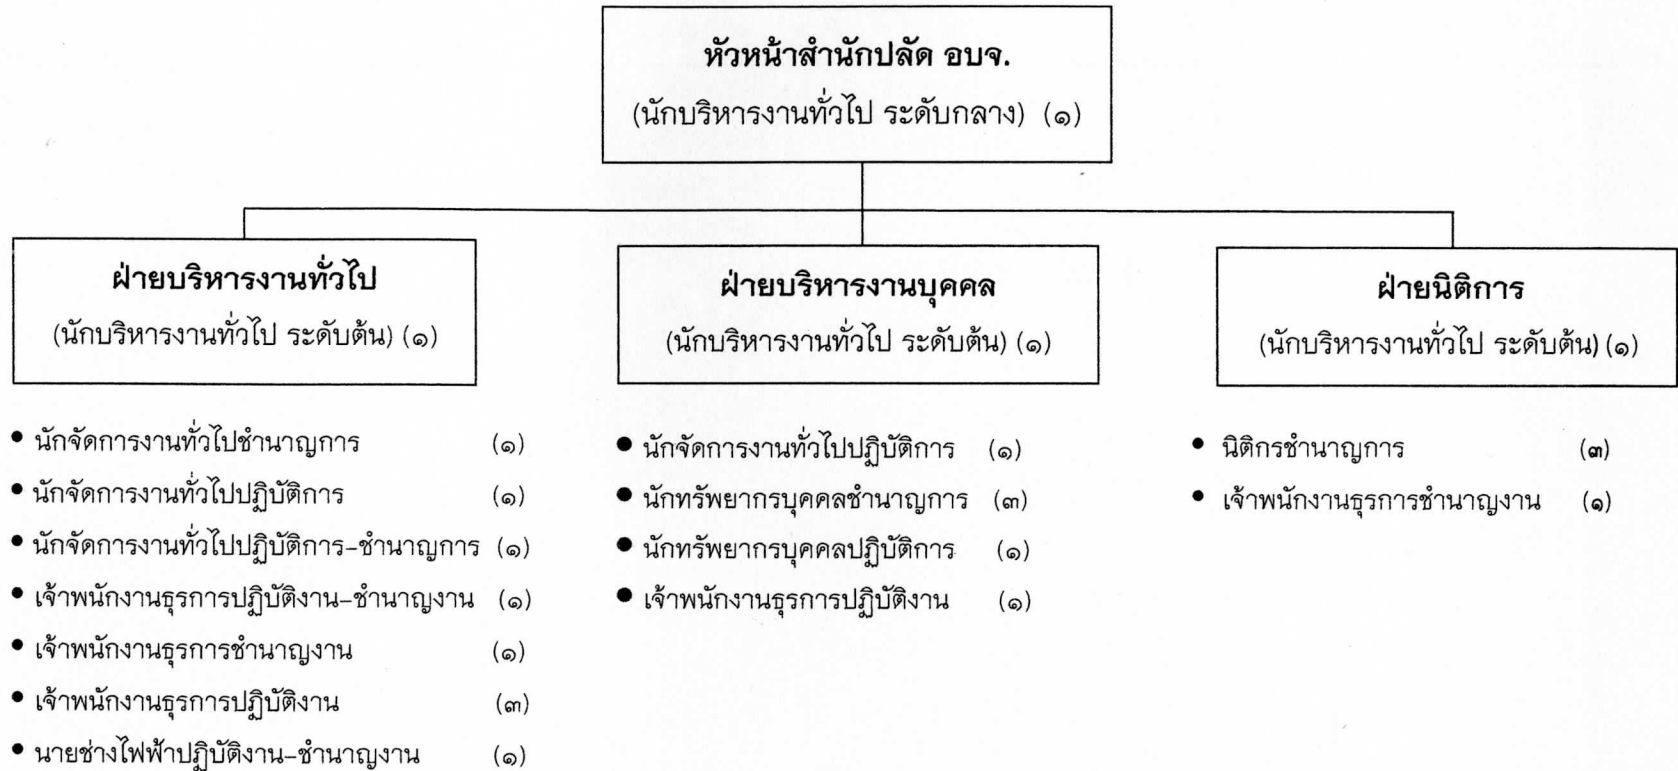 หัวหน้าสำนักปลัด อบจ.
(นักบริหารงานทั่วไป ระดับกลาง) (๑)
ฝ่ายบริหารงานทั่วไป
(นักบริหารงานทั่วไป ระดับต้น) (๑)
• นักจัดการงานทั่วไปชำนาญการ (๑)
• นักจัดการงานทั่วไปปฏิบัติการ (๑)
• นักจัดการงานทั่วไปปฏิบัติการ-ชำนาญการ (๑)
• เจ้าพนักงานธุรการปฏิบัติงาน-ชำนาญงาน (๑)
• เจ้าพนักงานธุรการชำนาญงาน (๑)
• เจ้าพนักงานธุรการปฏิบัติงาน (๓)
• นายช่างไฟฟ้าปฏิบัติงาน-ชำนาญงาน (๑)
ฝ่ายบริหารงานบุคคล
(นักบริหารงานทั่วไป ระดับต้น) (๑)
• นักจัดการงานทั่วไปปฏิบัติการ (๑)
• นักทรัพยากรบุคคลชำนาญการ (๓)
• นักทรัพยากรบุคคลปฏิบัติการ (๑)
• เจ้าพนักงานธุรการปฏิบัติงาน (๑)
ฝ่ายนิติการ
(นักบริหารงานทั่วไป ระดับต้น) (๑)
• นิติกรชำนาญการ (๓)
• เจ้าพนักงานธุรการชำนาญงาน (๑)